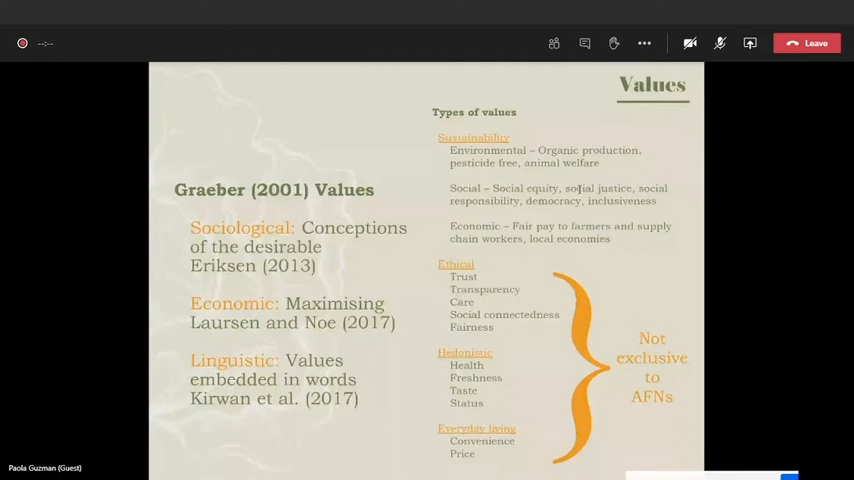 --:--
Leave
Values
Types of values
Sustainability
Environmental – Organic production,
pesticide free, animal welfare
Social – Social equity, social justice, social
responsibility, democracy, inclusiveness
Economic – Fair pay to farmers and supply
chain workers, local economies
Graeber (2001) Values
Sociological: Conceptions
of the desirable
Eriksen (2013)
Economic: Maximising
Laursen and Noe (2017)
Linguistic: Values
embedded in words
Kirwan et al. (2017)
Ethical
Trust
Transparency
Care
Social connectedness
Fairness
Hedonistic
Health
Freshness
Taste
Status
Everyday living
Convenience
Price
Not
exclusive
to
AFNs
Paola Guzman (Guest)